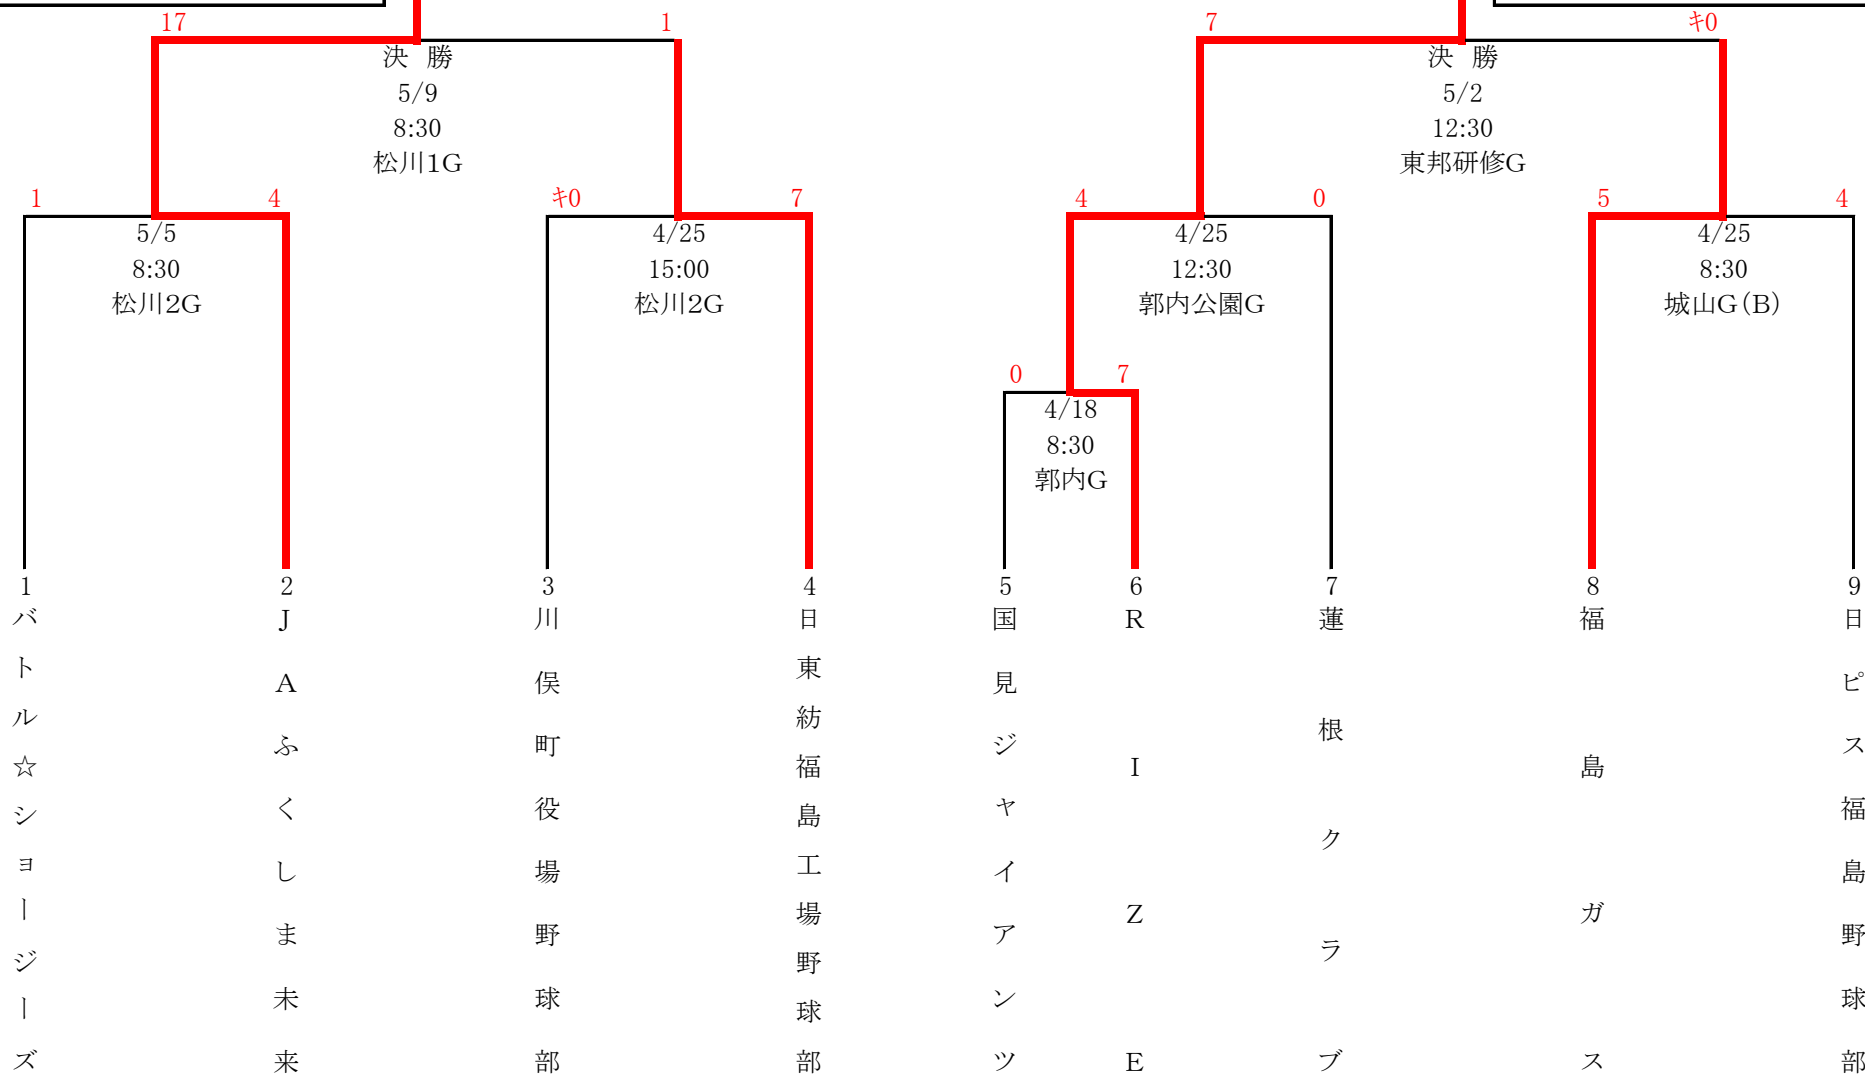 17
1
7
ｷ0
決　勝
5/9
8:30
松川1G
決　勝
5/2
12:30
東邦研修G
1
4
ｷ0
7
4
0
5
4
5/5
8:30
松川2G
4/25
15:00
松川2G
4/25
12:30
郭内公園G
4/25
8:30
城山G(B)
0
7
4/18
8:30
郭内G
1
バトル☆ショージーズ
2
JAふくしま未来
3
川俣町役場野球部
4
日東紡福島工場野球部
5
国見ジャイアンツ
6
RIZE
7
蓮根クラブ
8
福島ガス
9
日ピス福島野球部